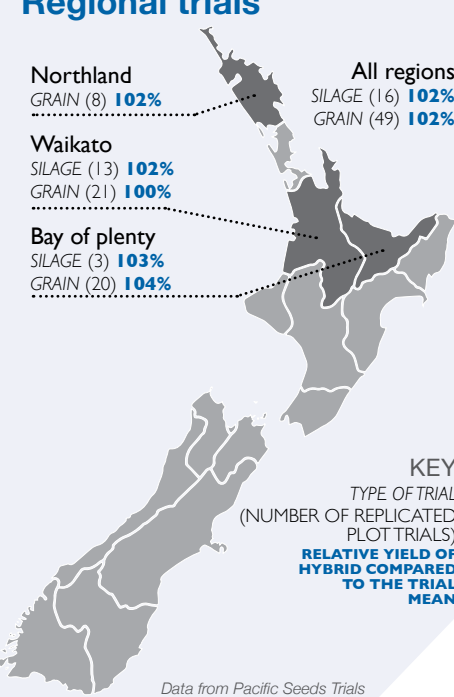 Regional trials
Northland
GRAIN (8) 102%
Waikato
SILAGE (13) 102%
GRAIN (21) 100%
Bay of plenty
SILAGE (3) 103%
GRAIN (20) 104%
All regions
SILAGE (16) 102%
GRAIN (49) 102%
KEY
TYPE OF TRIAL
(NUMBER OF REPLICATED
PLOT TRIALS)
RELATIVE YIELD OF
HYBRID COMPARED
TO THE TRIAL
MEAN
Data from Pacific Seeds Trials